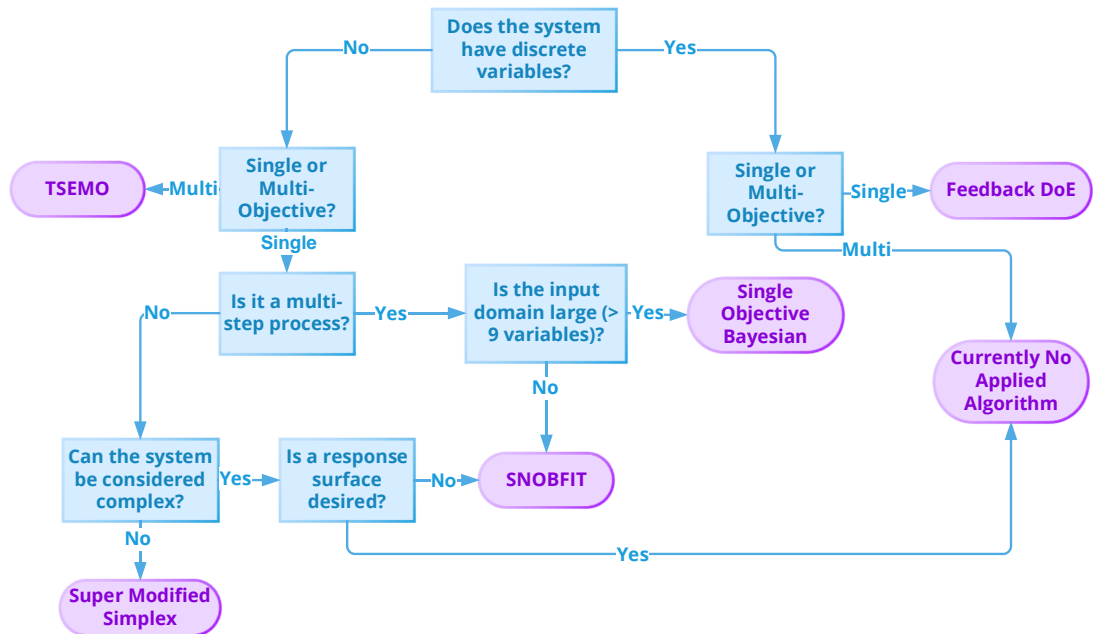 Does the system
have discrete
variables?
No
Yes
Single or
Multi-
Objective?
Multi
TSEMO
Single or
Multi-
Objective?
Single
Feedback DoE
Single
Multi
Is it a multi-
step process?
No
Yes
Is the input
domain large (>
9 variables)?
Yes
Single
Objective
Bayesian
No
Currently No
Applied
Algorithm
Can the system
be considered
complex?
Yes
Is a response
surface
desired?
No
SNOBFIT
No
Yes
Super Modified
Simplex